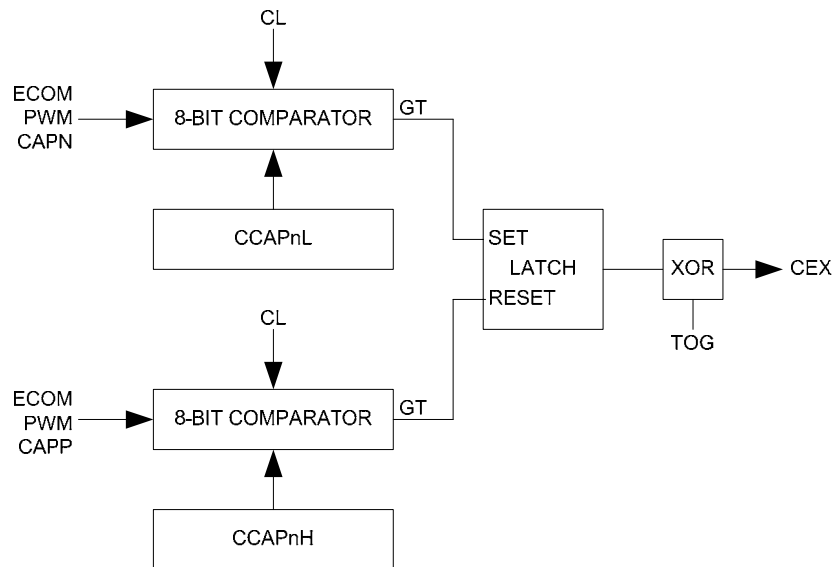 CL
ECOM
PWM
CAPN
8-BIT COMPARATOR
GT
CCAPnL
SET
LATCH
RESET
XOR
CEX
TOG
CL
ECOM
PWM
CAPP
8-BIT COMPARATOR
GT
CCAPnH